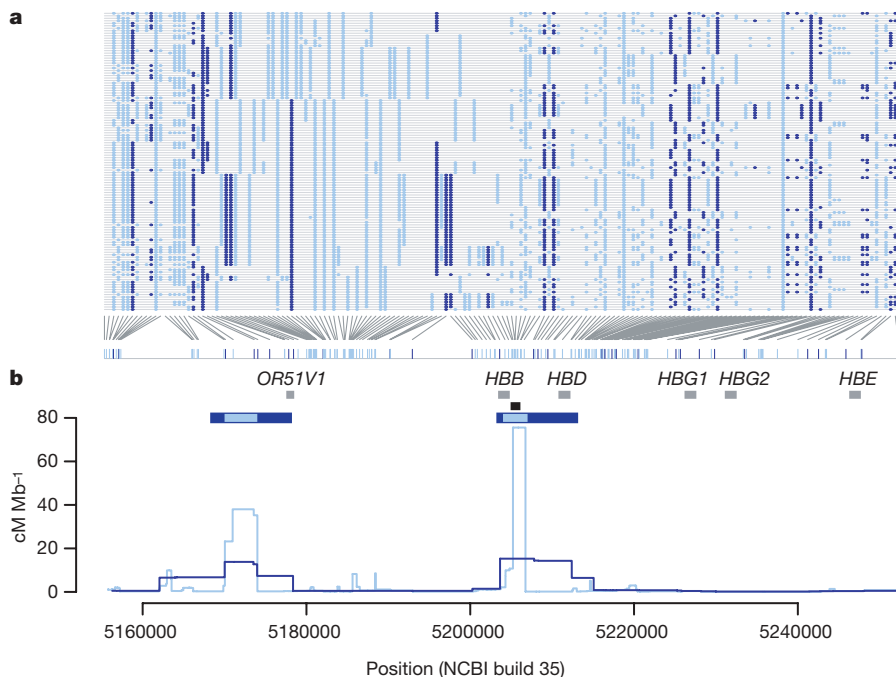 a
b
OR51V1 HBB HBD HBG1 HBG2 HBE
80
60
40
20
0
cM Mb–1
5160000 5180000 5200000 5220000 5240000
Position (NCBI build 35)